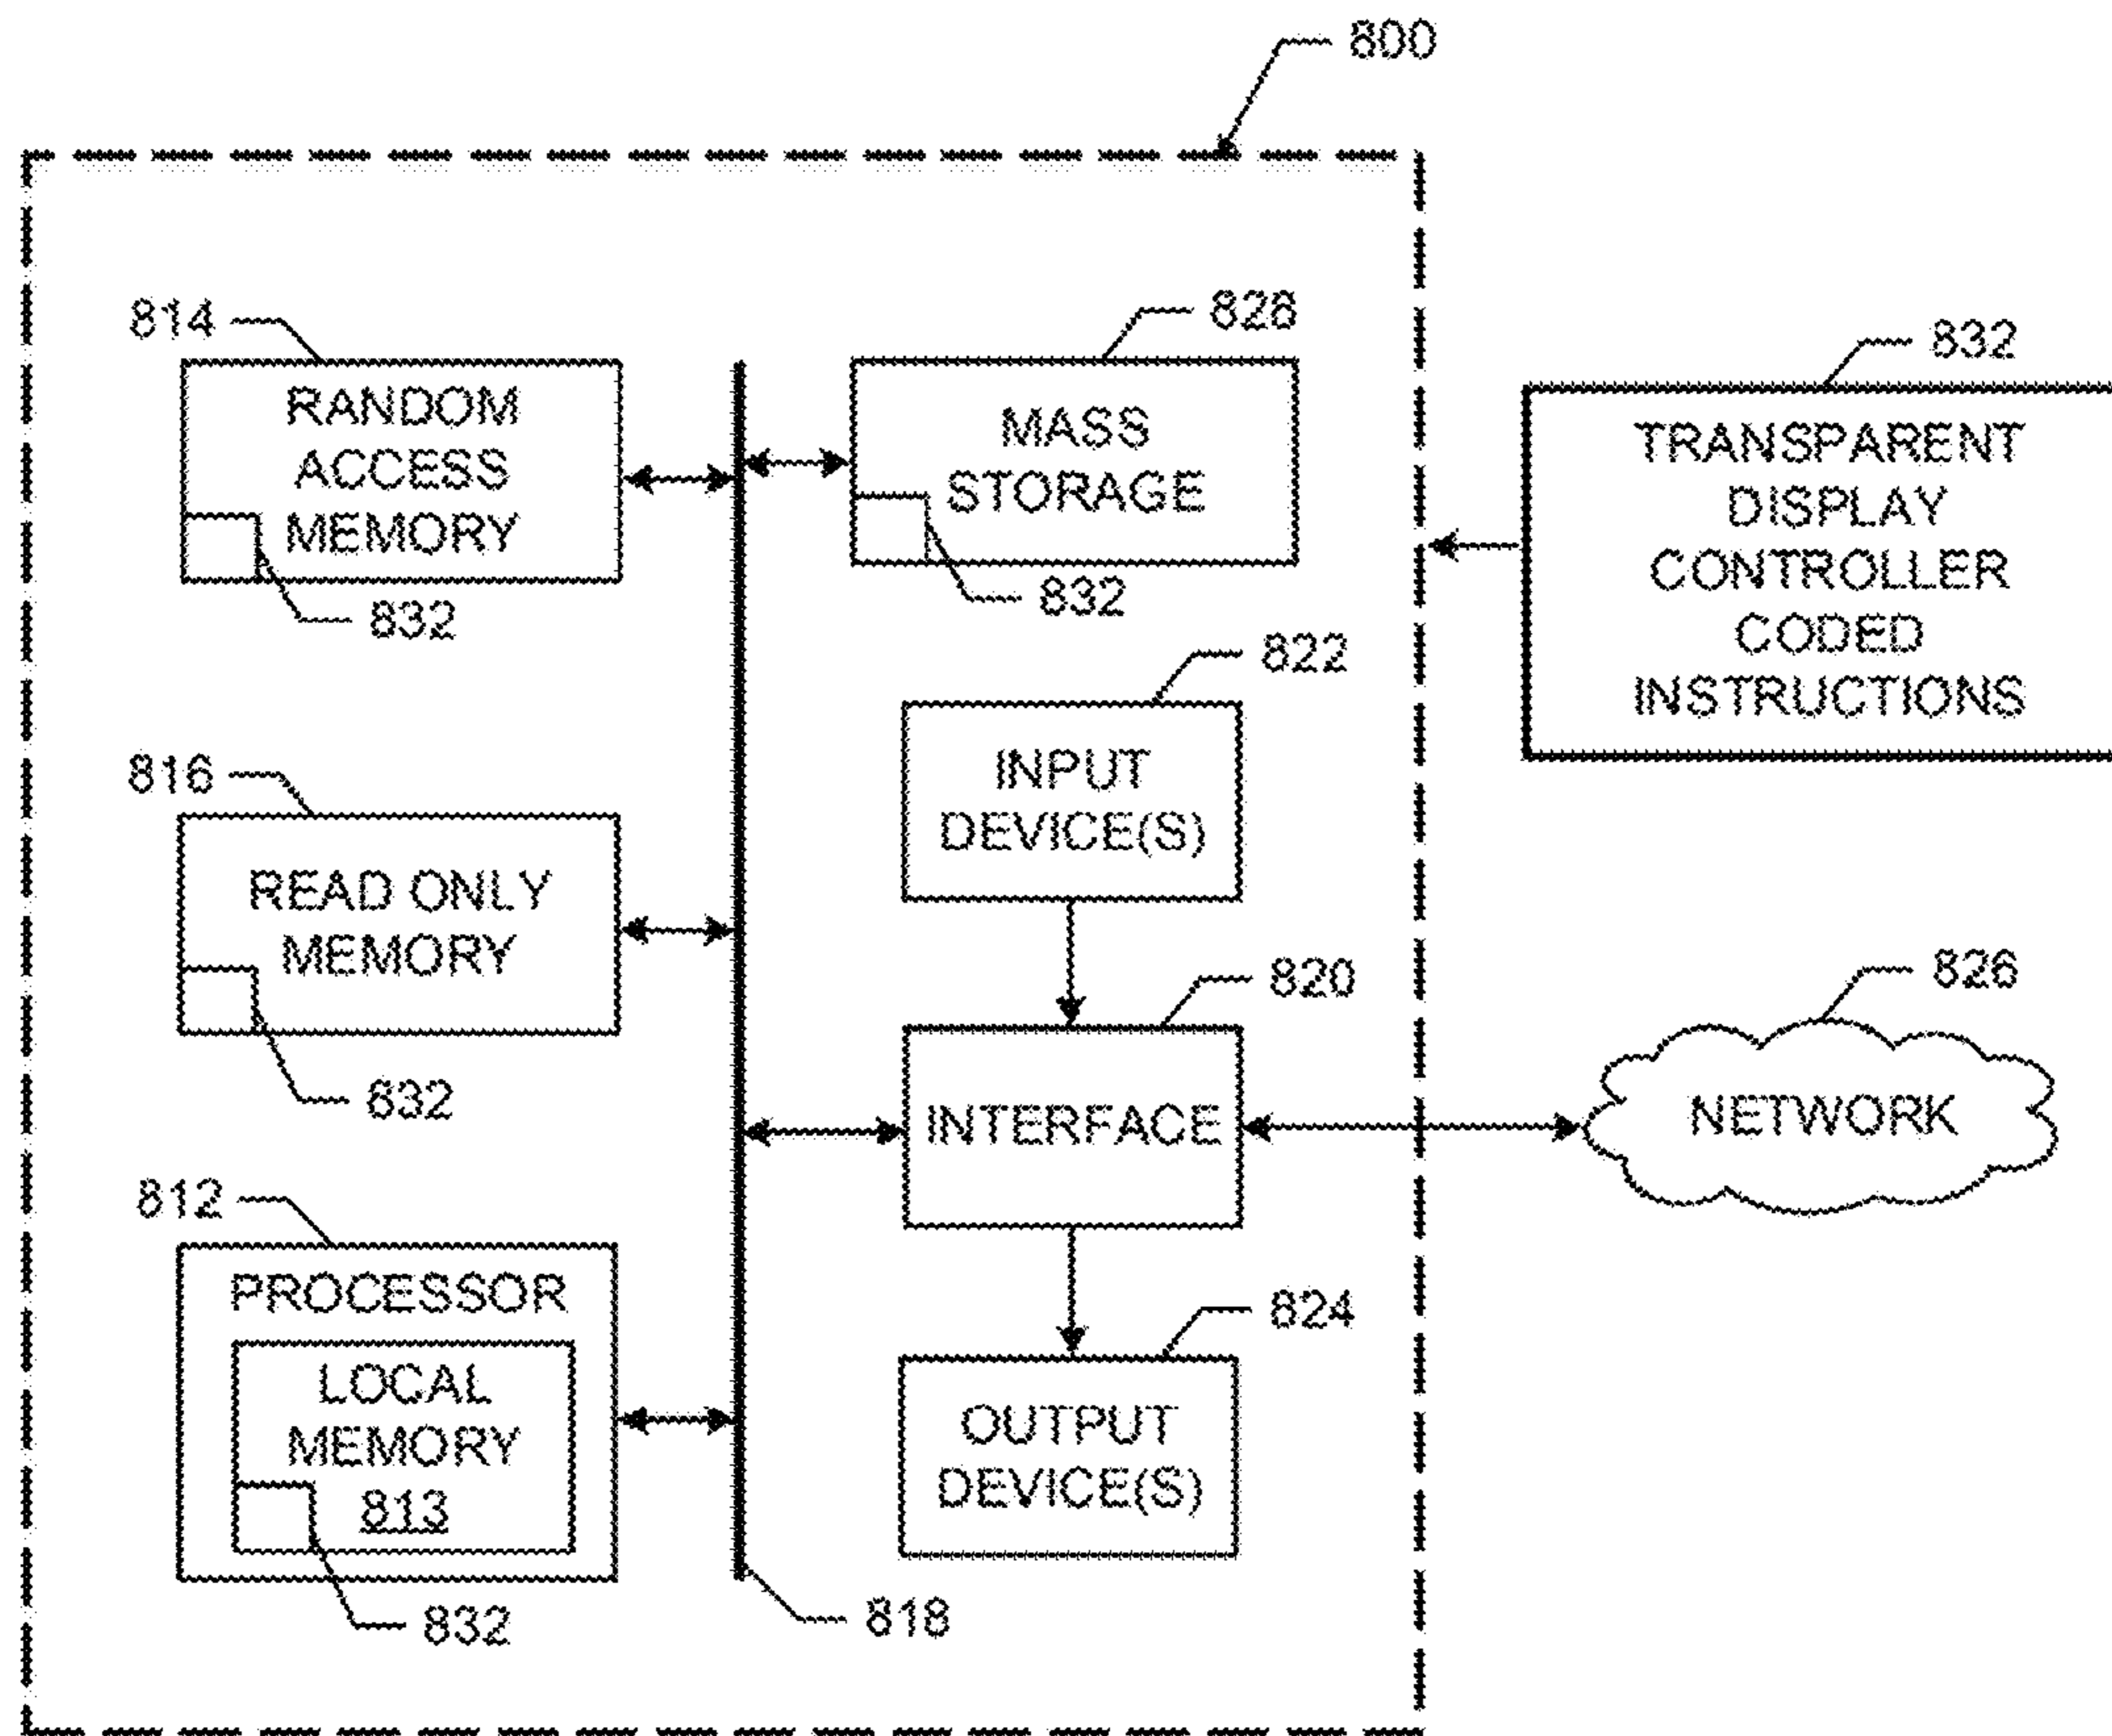 800
814
RANDOM
ACCESS
MEMORY
832
828
MASS
STORAGE
832
832
TRANSPARENT
DISPLAY
CONTROLLER
CODED
INSTRUCTIONS
822
INPUT
DEVICE(S)
816
READ ONLY
MEMORY
832
820
INTERFACE
826
NETWORK
812
PROCESSOR
LOCAL
MEMORY
813
832
824
OUTPUT
DEVICE(S)
818